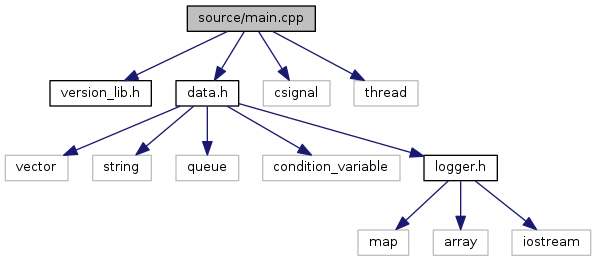 source/main.cpp
version_lib.h
data.h
csignal
thread
vector
string
queue
condition_variable
logger.h
map
array
iostream